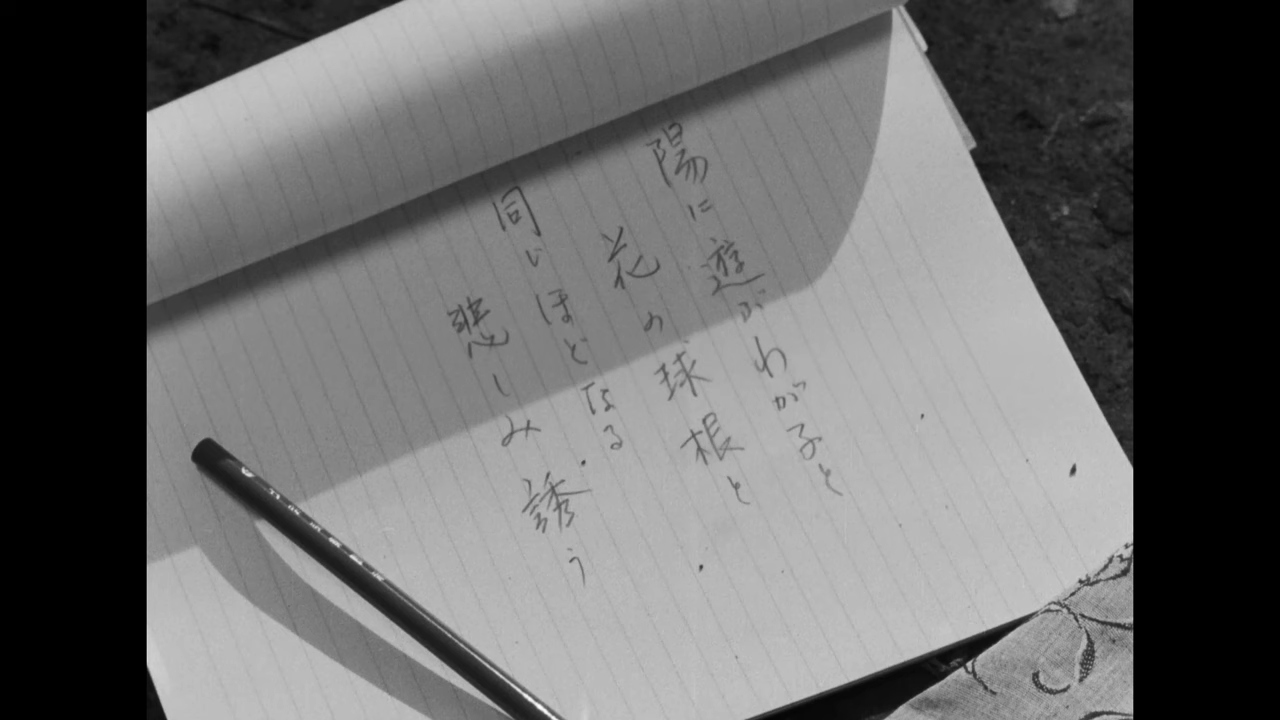 陽に遊ぶわが子と
花の球根と
同じほどなる
悲しみ誘う